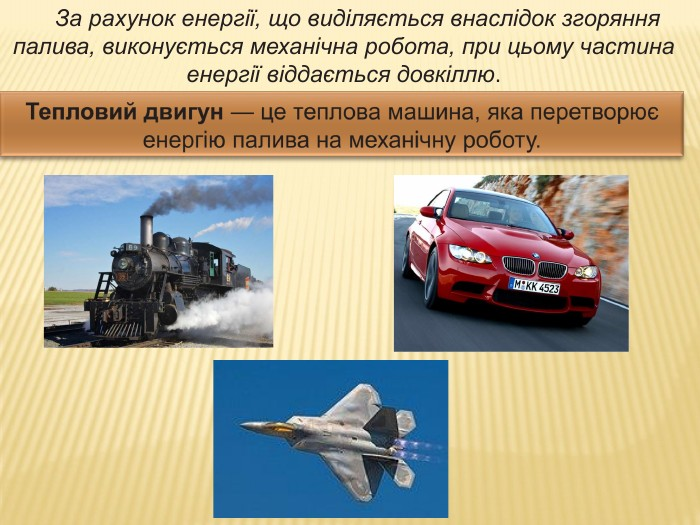 За рахунок енергії, що виділяється внаслідок згоряння
палива, виконується механічна робота, при цьому частина
енергії віддається довкіллю.
Тепловий двигун — це теплова машина, яка перетворює
енергію палива на механічну роботу.
M KK 4523